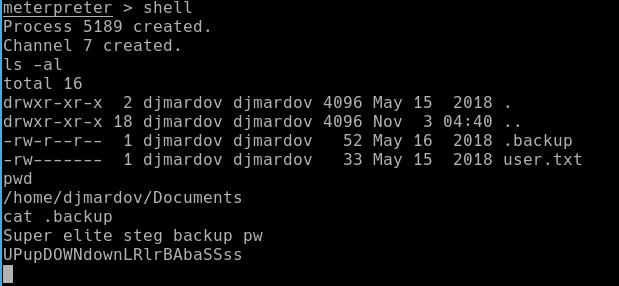 meterpreter > shell
Process 5189 created.
Channel 7 created.
ls -al
total 16
drwxr-xr-x  2 djmardov djmardov 4096 May 15  2018 .
drwxr-xr-x 18 djmardov djmardov 4096 Nov  3 04:40 ..
-rw-r--r--  1 djmardov djmardov   52 May 16  2018 .backup
-rw-------  1 djmardov djmardov   33 May 15  2018 user.txt
pwd
/home/djmardov/Documents
cat .backup
Super elite steg backup pw
UPupDOWNdownLRlrBAbaSSss